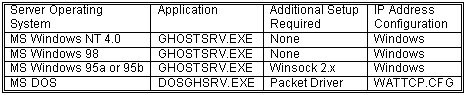 Server Operating System Application Additional Setup Required IP Address Configuration
MS Windows NT 4.0 GHOSTSRV.EXE None Windows
MS Windows 98 GHOSTSRV.EXE None Windows
MS Windows 95a or 95b GHOSTSRV.EXE Winsock 2.x Windows
MS DOS DOSGHSRV.EXE Packet Driver WATTCP.CFG